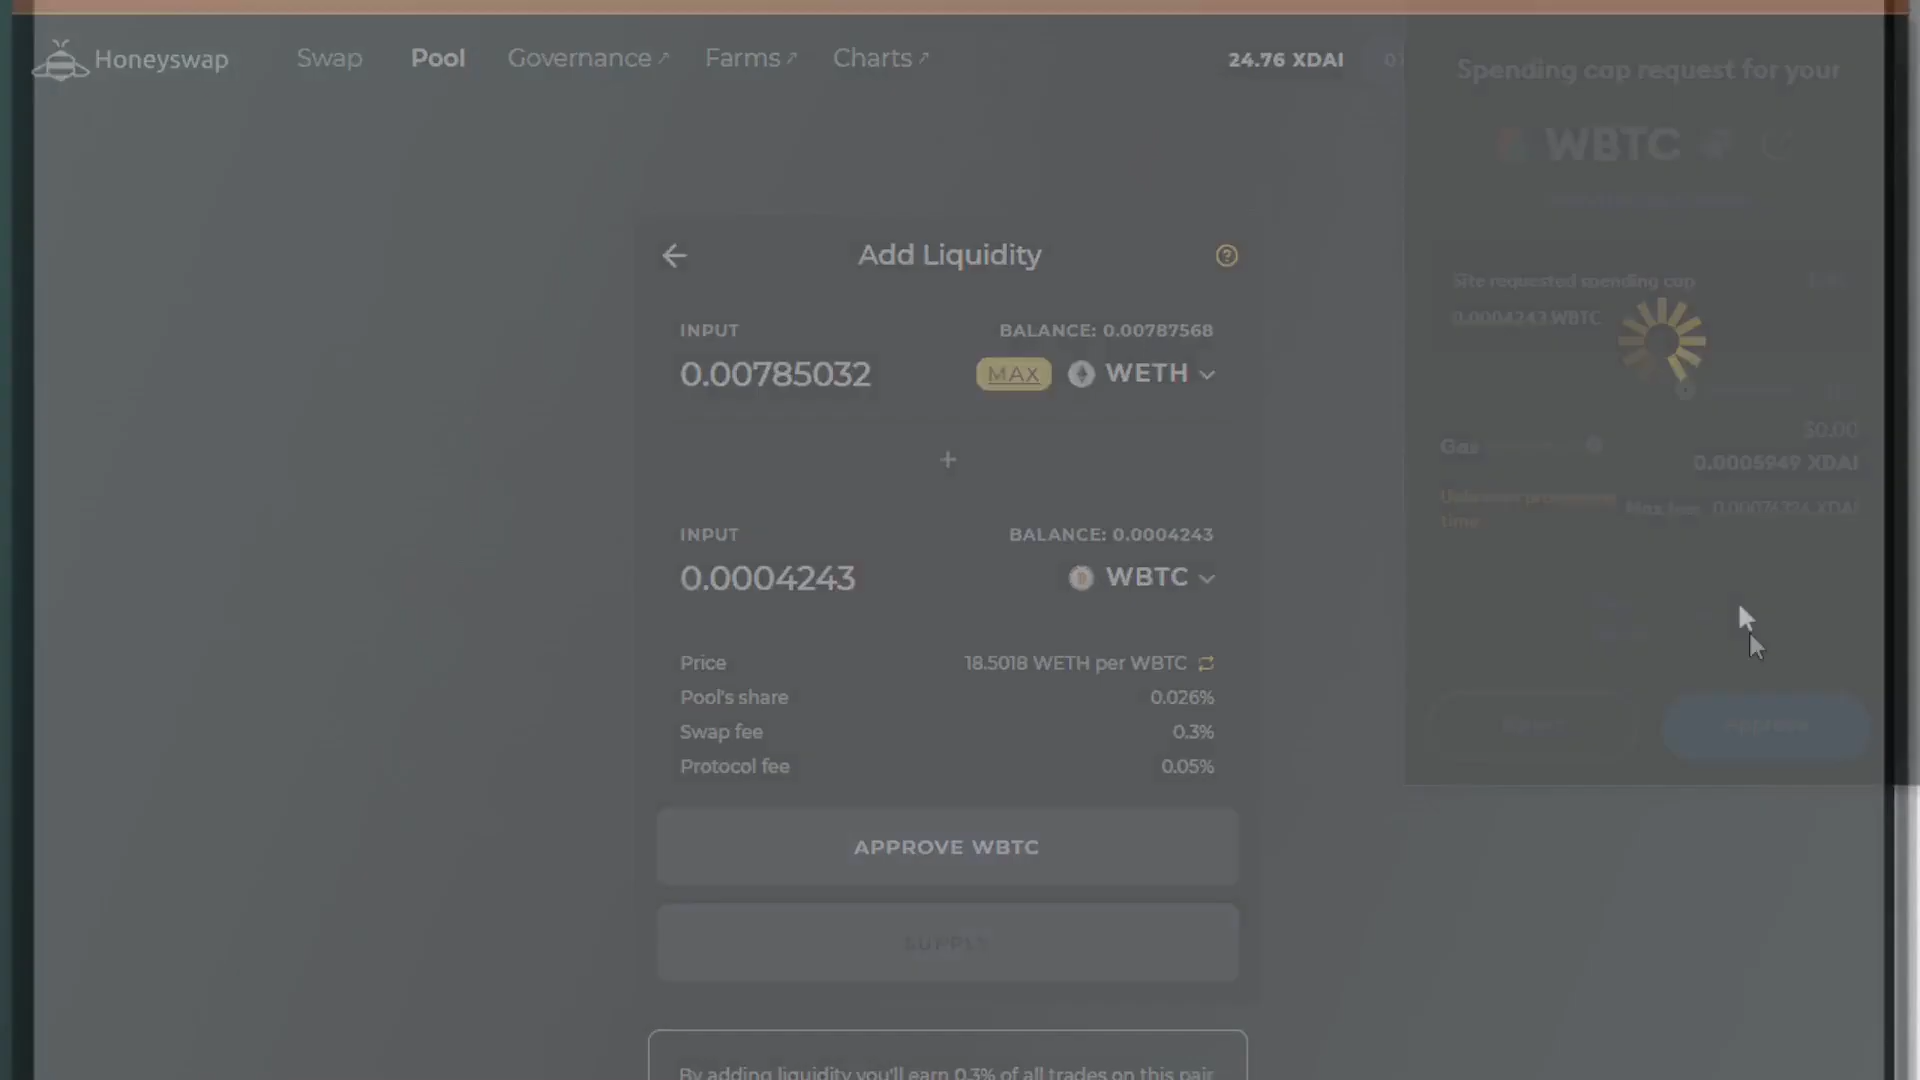 Honeyswap
Swap
Pool
Governance↗
Farms↗
Charts↗
24.76 XDAI
Spending cap request for your
WBTC
Add Liquidity
?
INPUT
BALANCE: 0.00787568
0.00785032
MAX
WETH
+
INPUT
BALANCE: 0.0004243
0.0004243
WBTC
Price
18.5018 WETH per WBTC
Pool's share
0.026%
Swap fee
0.3%
Protocol fee
0.05%
APPROVE WBTC
SUPPLY
By adding liquidity you'll earn 0.3% of all trades on this pair
Site requested spending cap
0.0004243 WBTC
$0.00
Gas
0.0005949 XDAI
Max fee:
time
Approve